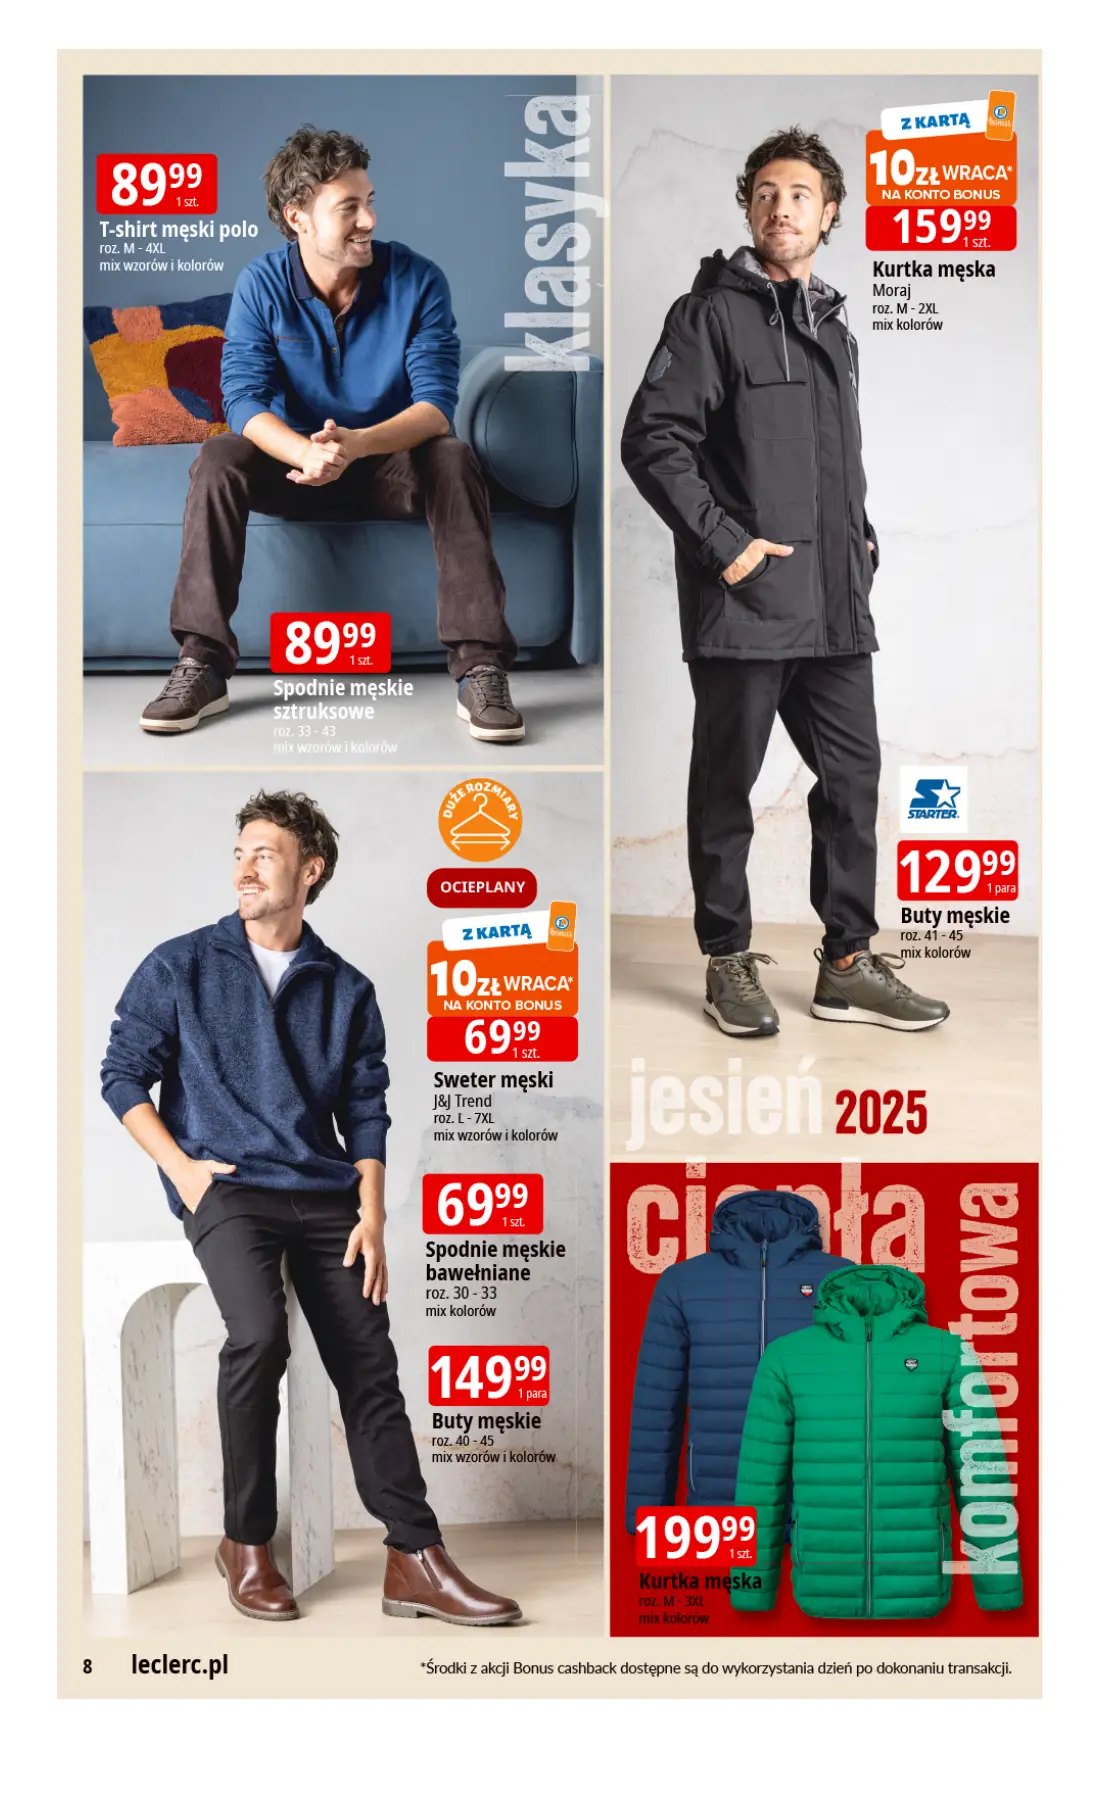 klasyka
8999
1 szt.
T-shirt męski polo
roz. M - 4XL
mix wzorów i kolorów
8999
1 szt.
Spodnie męskie
sztruksowe
roz. 33 - 43
mix wzorów i kolorów
Z KARTĄ
10 ZŁ WRACA*
NA KONTO BONUS
15999
1 szt.
Kurtka męska
Moraj
roz. M - 2XL
mix kolorów
STARTER
12999
1 para
Buty męskie
roz. 41 - 45
mix kolorów
jesień 2025
DUŻE ROZMIARY
OCIEPLANY
Z KARTĄ
10 ZŁ WRACA*
NA KONTO BONUS
6999
1 szt.
Sweter męski
J&J Trend
roz. L - 7XL
mix wzorów i kolorów
6999
1 szt.
Spodnie męskie
bawełniane
roz. 30 - 33
mix kolorów
14999
1 para
Buty męskie
roz. 40 - 45
mix wzorów i kolorów
ciepła
komfortowa
19999
1 szt.
Kurtka męska
roz. M - 3XL
mix kolorów
8 leclerc.pl
*Środki z akcji Bonus cashback dostępne są do wykorzystania dzień po dokonaniu transakcji.